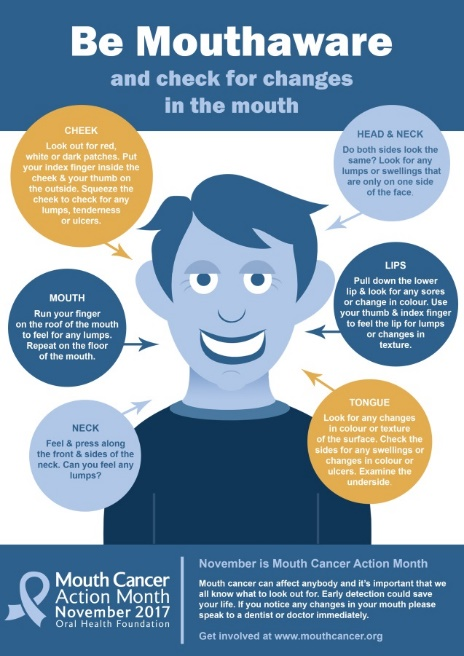 Be Mouthaware
and check for changes
in the mouth
CHEEK
Look out for red,
white or dark patches. Put
your index finger inside the
cheek & your thumb on
the outside. Squeeze the
cheek to check for any
lumps, tenderness
or ulcers.
HEAD & NECK
Do both sides look the
same? Look for any
lumps or swellings that
are only on one side
of the face.
MOUTH
Run your finger
on the roof of the mouth
to feel for any lumps.
Repeat on the floor
of the mouth.
LIPS
Pull down the lower
lip & look for any sores
or change in colour. Use
your thumb & index finger
to feel the lip for lumps
or changes in
texture.
NECK
Feel & press along
the front & sides of the
neck. Can you feel any
lumps?
TONGUE
Look for any changes
in colour or texture
of the surface. Check the
sides for any swellings or
changes in colour or
ulcers. Examine the
underside.
Mouth Cancer
Action Month
November 2017
Oral Health Foundation
November is Mouth Cancer Action Month
Mouth cancer can affect anybody and it's important that we
all know what to look out for. Early detection could save
your life. If you notice any changes in your mouth please
speak to a dentist or doctor immediately.
Get involved at www.mouthcancer.org